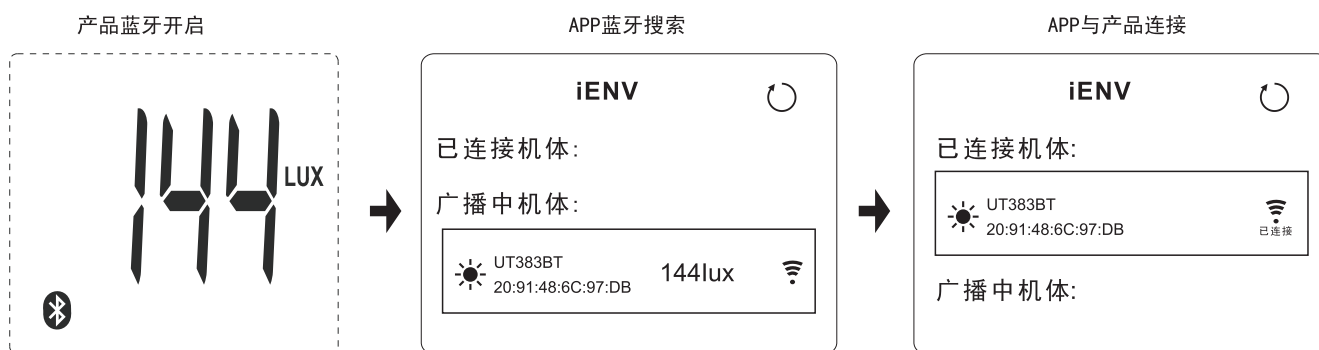 产品蓝牙开启
144 LUX
APP蓝牙搜索
iENV
已连接机体:
广播中机体:
UT383BT
20:91:48:6C:97:DB
144lux
APP与产品连接
iENV
已连接机体:
UT383BT
20:91:48:6C:97:DB
已连接
广播中机体: